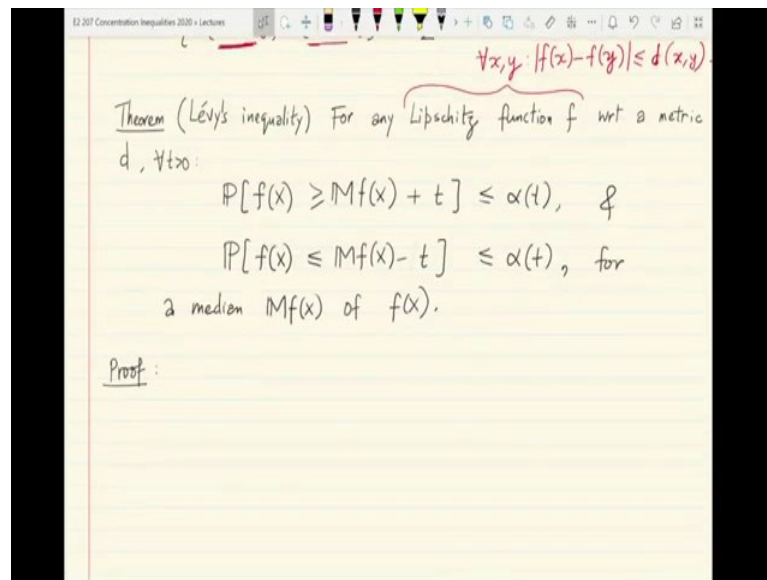 E2 207 Concentration Inequalities 2020 » Lectures
∀x,y: |f(x)-f(y)| ≤ d(x,y).
Theorem (Lévy's inequality) For any Lipschitz function f wrt a metric
d, ∀t>0:
ℙ[f(x) ≥ 𝕄f(x) + t] ≤ α(t), &
ℙ[f(x) ≤ 𝕄f(x) - t] ≤ α(t), for
a median 𝕄f(x) of f(x).
Proof: